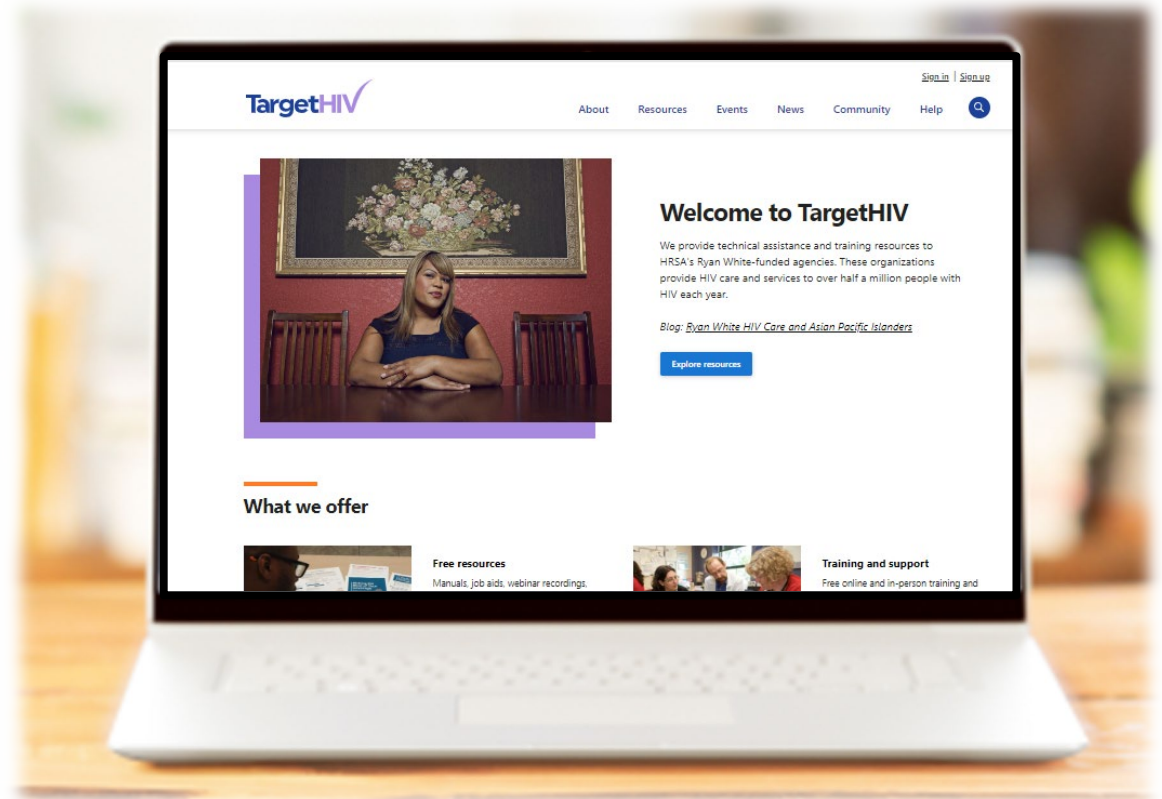 Sign in | Sign up
TargetHIV
About Resources Events News Community Help
Welcome to TargetHIV
We provide technical assistance and training resources to
HRSA's Ryan White-funded agencies. These organizations
provide HIV care and services to over half a million people with
HIV each year.
Blog: Ryan White HIV Care and Asian Pacific Islanders
Explore resources
What we offer
Free resources
Manuals, job aids, webinar recordings,
Training and support
Free online and in-person training and